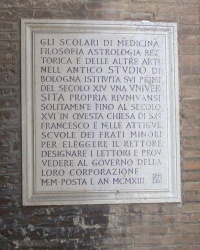 GLI SCOLARI DI MEDICINA
FILOSOFIA ASTROLOGIA RET
TORICA E DELLE ALTRE ARTI
NELL ANTICO STVDIO DI
BOLOGNA ISTITVITA SVI PRIMI
DEL SECOLO XIV VNA VNIVER
SITÀ PROPRIA RIVNIVANSI
SOLITAMENTE FINO AL SECOLO
XVI IN QVESTA CHIESA DI SAN
FRANCESCO E NELLE ATTIGVE
SCVOLE DEI FRATI MINORI
PER ELEGGERE IL RETTORE
DESIGNARE I LETTORI E PROV
VEDERE AL GOVERNO DELLA
LORO CORPORAZIONE
MEM POSTA L AN MCMXIII